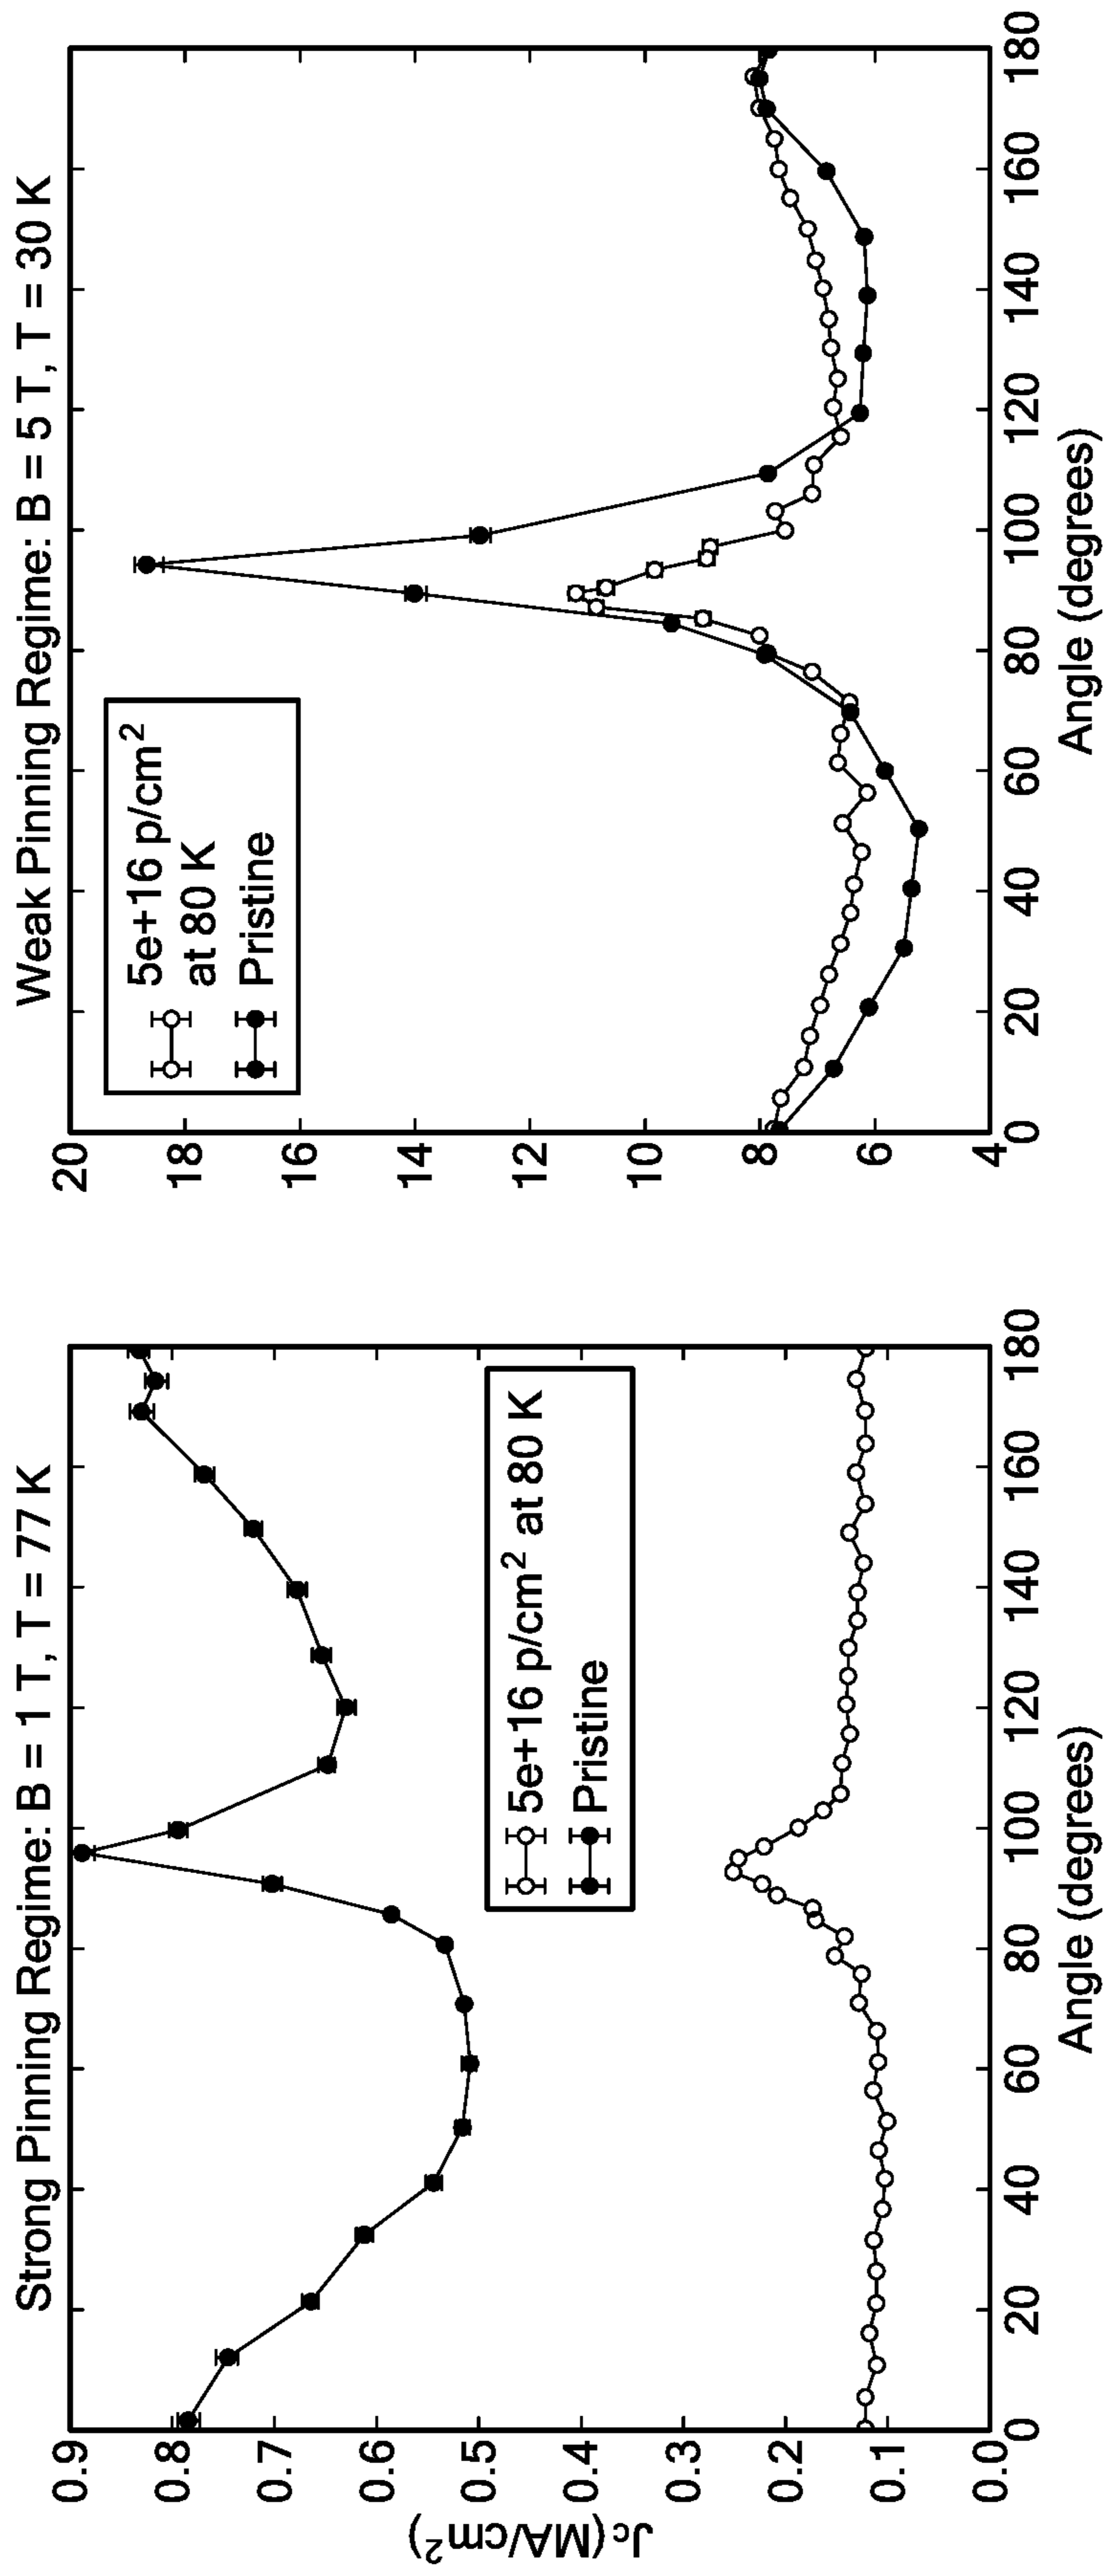 Strong Pinning Regime: B = 1 T, T = 77 K
0.9
0.8
0.7
0.6
0.5
0.4
0.3
0.2
0.1
0.0
Jc(MA/cm²)
5e+16 p/cm² at 80 K
Pristine
0 20 40 60 80 100 120 140 160 180
Angle (degrees)
Weak Pinning Regime: B = 5 T, T = 30 K
20
18
16
14
12
10
8
6
4
5e+16 p/cm²
at 80 K
Pristine
0 20 40 60 80 100 120 140 160 180
Angle (degrees)